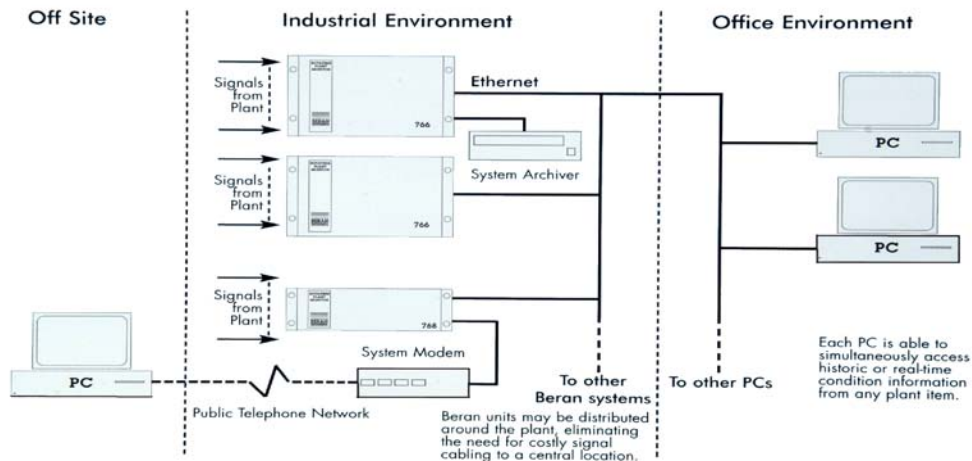 Off Site
Industrial Environment
Office Environment
Signals
from
Plant
766
Ethernet
System Archiver
PC
Signals
from
Plant
766
PC
Signals
from
Plant
768
System Modem
PC
Public Telephone Network
To other
Beran systems
To other PCs
Each PC is able to
simultaneously access
historic or real-time
condition information
from any plant item.
Beran units may be distributed
around the plant, eliminating
the need for costly signal
cabling to a central location.